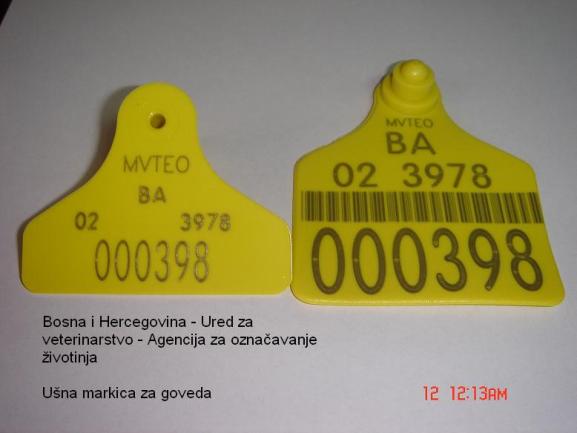 MVTEO
BA
02 3978
000398
MVTEO
BA
02 3978
000398
Bosna i Hercegovina - Ured za
veterinarstvo - Agencija za označavanje
životinja
Ušna markica za goveda
12 12:13AM